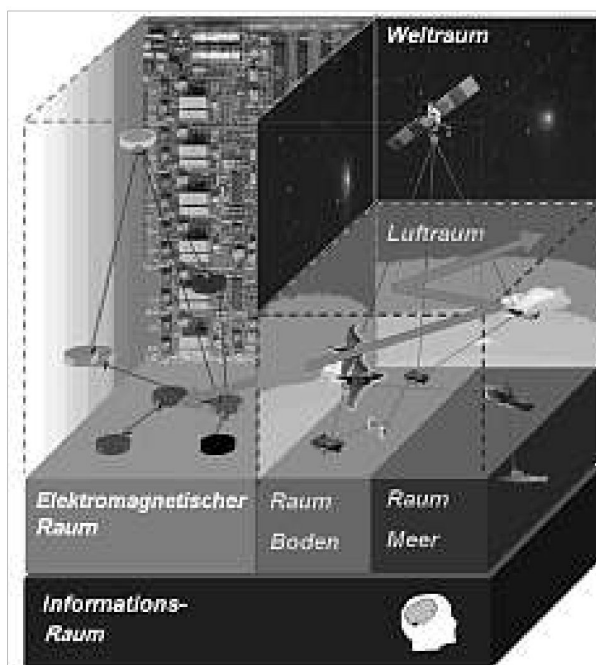 Weltraum
Luftraum
Elektromagnetischer
Raum
Raum
Boden
Raum
Meer
Informations-
Raum